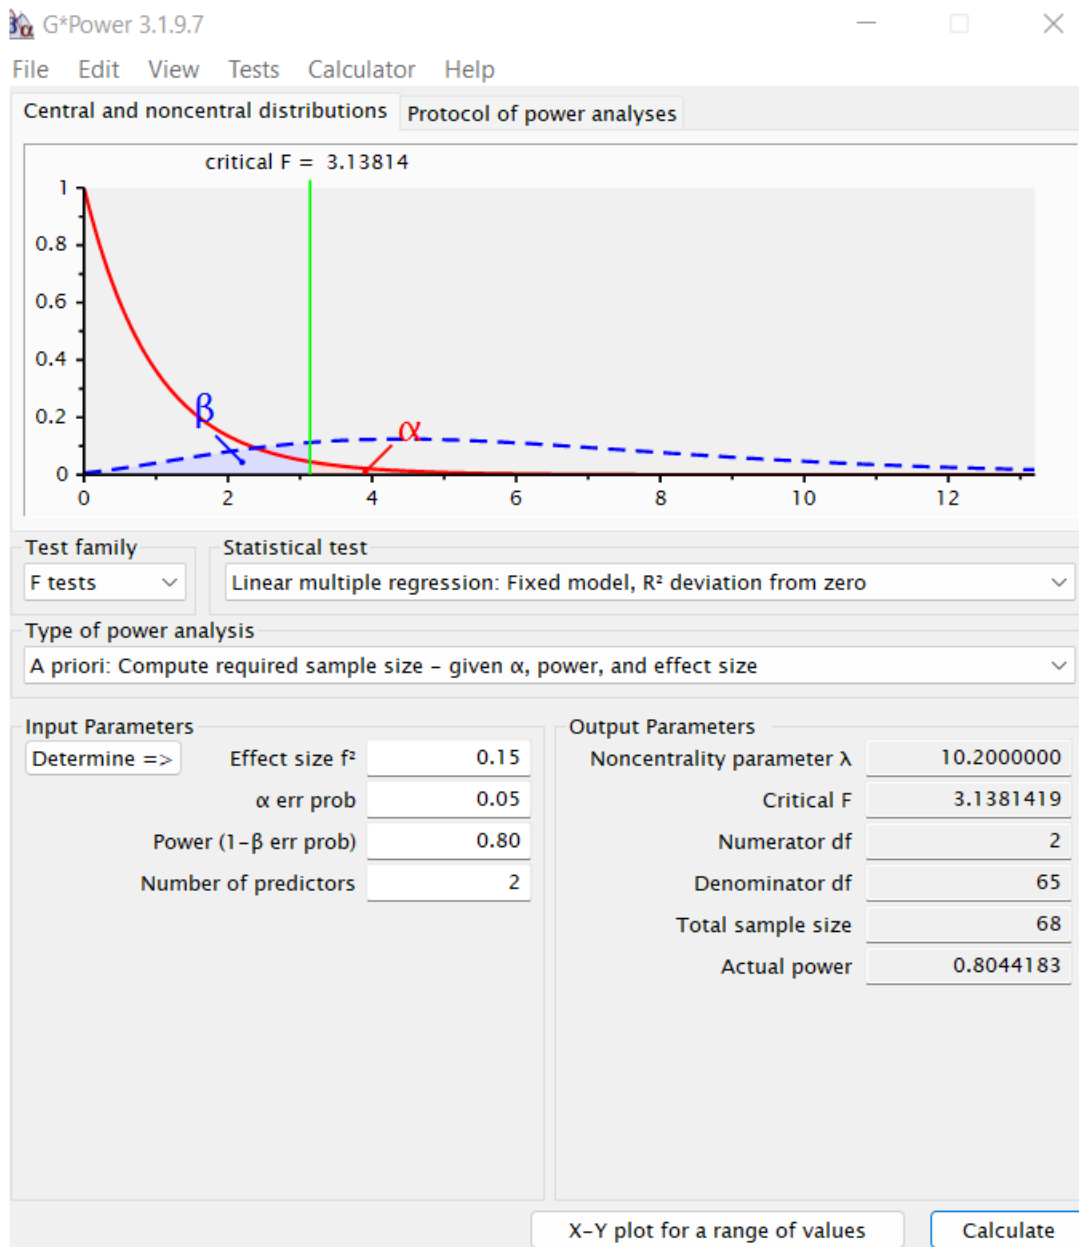 βα G*Power 3.1.9.7
File Edit View Tests Calculator Help
Central and noncentral distributions Protocol of power analyses
critical F = 3.13814
1
0.8
0.6
0.4
0.2
0
β
α
0 2 4 6 8 10 12
Test family Statistical test
F tests Linear multiple regression: Fixed model, R² deviation from zero
Type of power analysis
A priori: Compute required sample size – given α, power, and effect size
Input Parameters Output Parameters
Determine => Effect size f² 0.15 Noncentrality parameter λ 10.2000000
α err prob 0.05 Critical F 3.1381419
Power (1–β err prob) 0.80 Numerator df 2
Number of predictors 2 Denominator df 65
Total sample size 68
Actual power 0.8044183
X–Y plot for a range of values Calculate